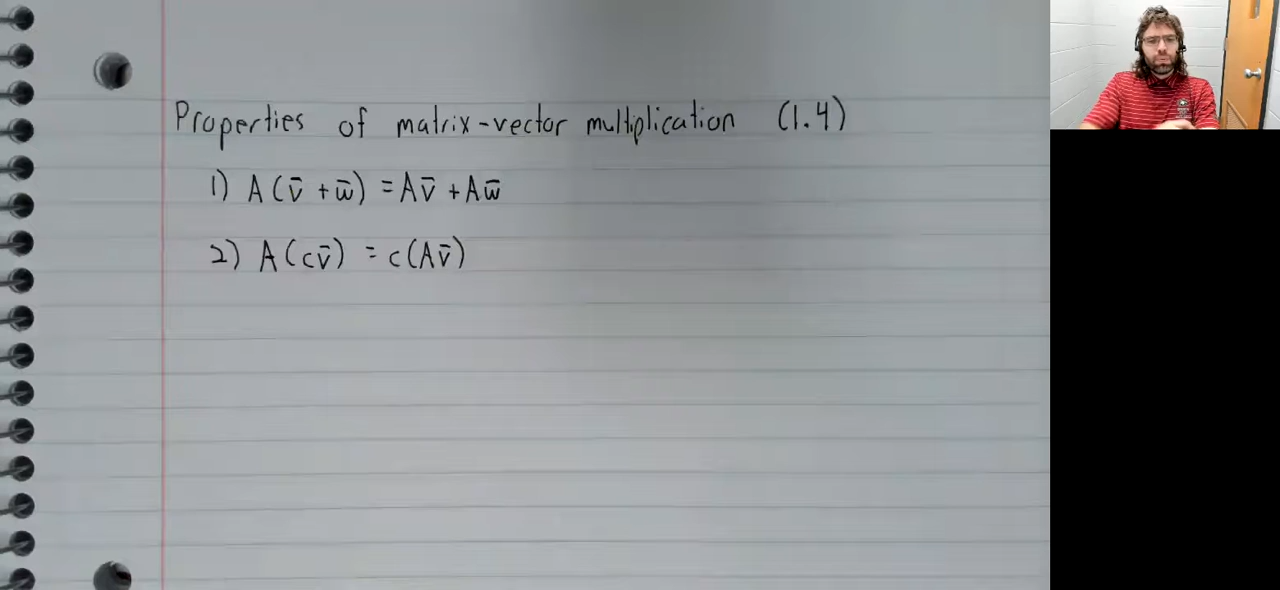 Properties of matrix-vector multiplication (1.4)
1) A(v̄ + w̄) = Av̄ + Aw̄
2) A(cv̄) = c(Av̄)